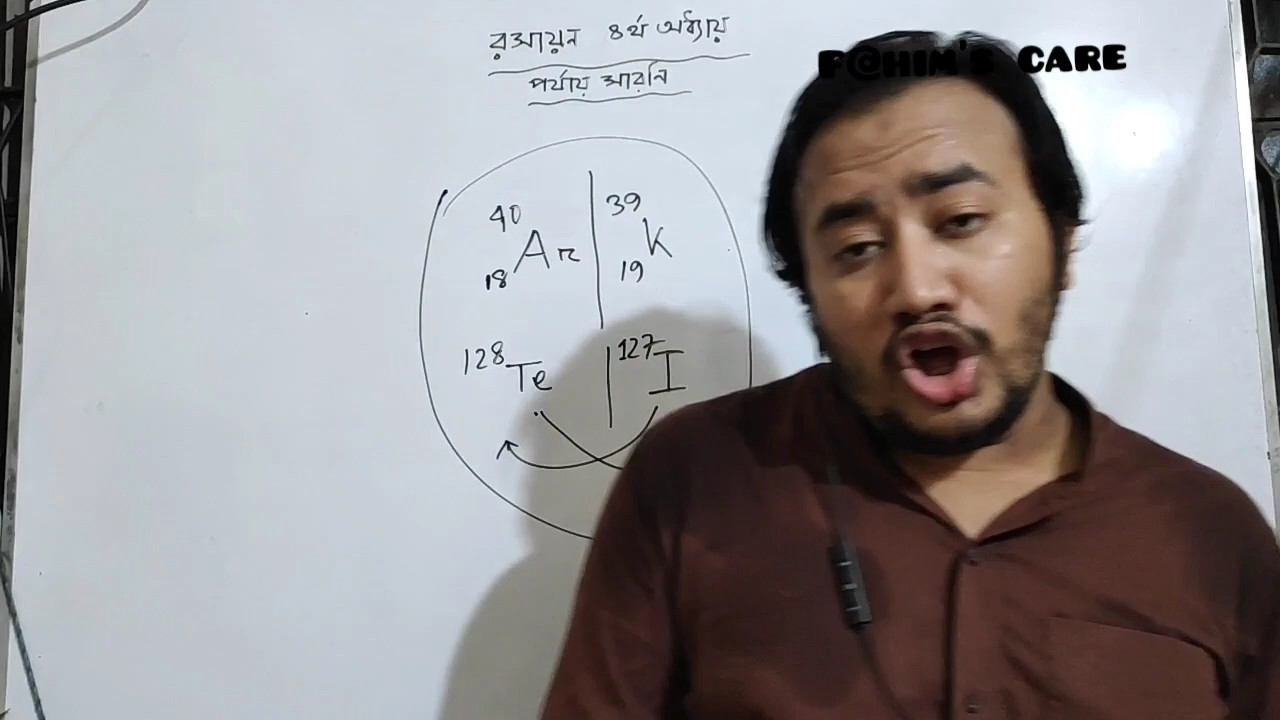 রসায়ন ৪র্থ অধ্যায়
পর্যায় সারনি
F@HIM'S CARE
40 Ar 18 | 39 K 19
128 Te | 127 I